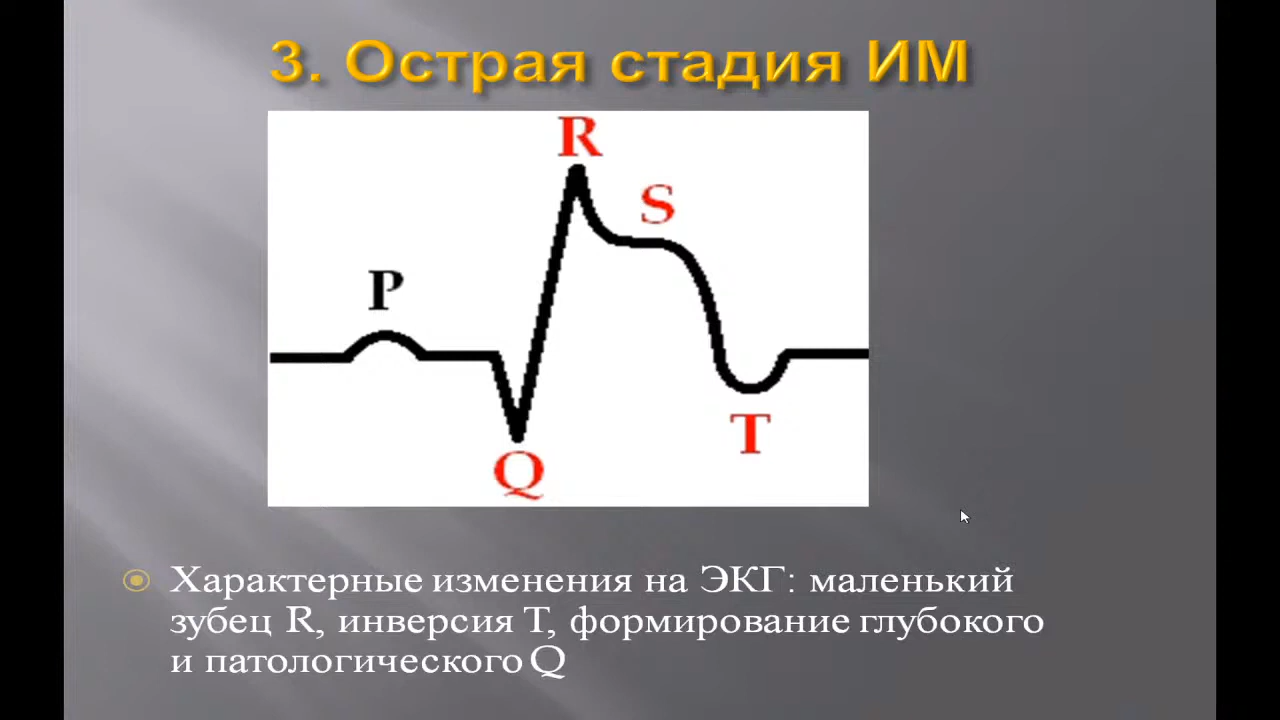 3. Острая стадия ИМ
R
S
P
T
Q
Характерные изменения на ЭКГ: маленький
зубец R, инверсия T, формирование глубокого
и патологического Q